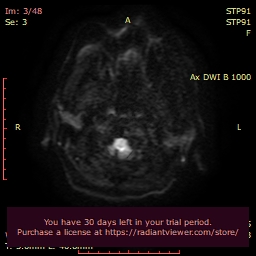 Im: 3/48
Se: 3
STP91
STP91
F
A
Ax DWI B 1000
R
L
You have 30 days left in your trial period.
Purchase a license at https://radiantviewer.com/store/